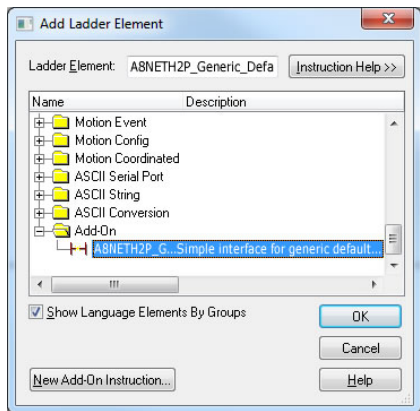 Add Ladder Element
Ladder Element: A8NETH2P_Generic_Defa Instruction Help >>
Name Description
Motion Event
Motion Config
Motion Coordinated
ASCII Serial Port
ASCII String
ASCII Conversion
Add-On
A8NETH2P_G...Simple interface for generic default...
Show Language Elements By Groups
OK
Cancel
New Add-On Instruction...
Help